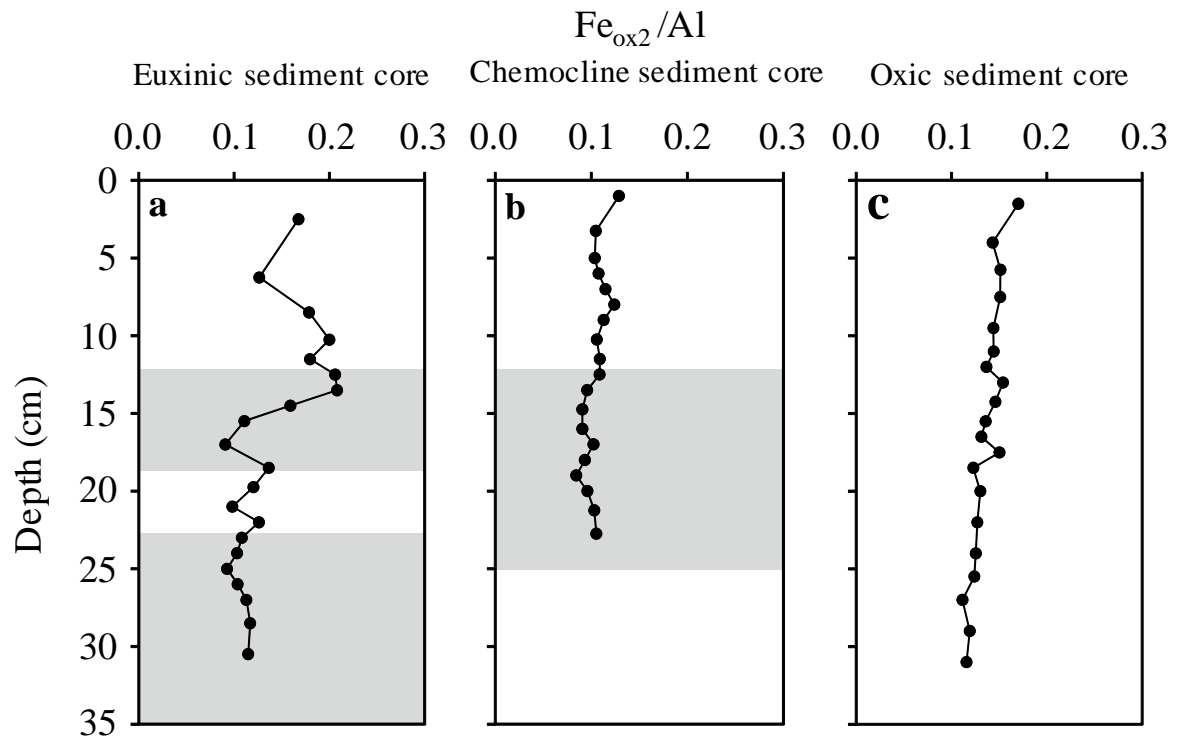 Feox2 /Al
Euxinic sediment core
Chemocline sediment core
Oxic sediment core
0.0 0.1 0.2 0.3
0.0 0.1 0.2 0.3
0.0 0.1 0.2 0.3
Depth (cm)
0
5
10
15
20
25
30
35
a
b
c